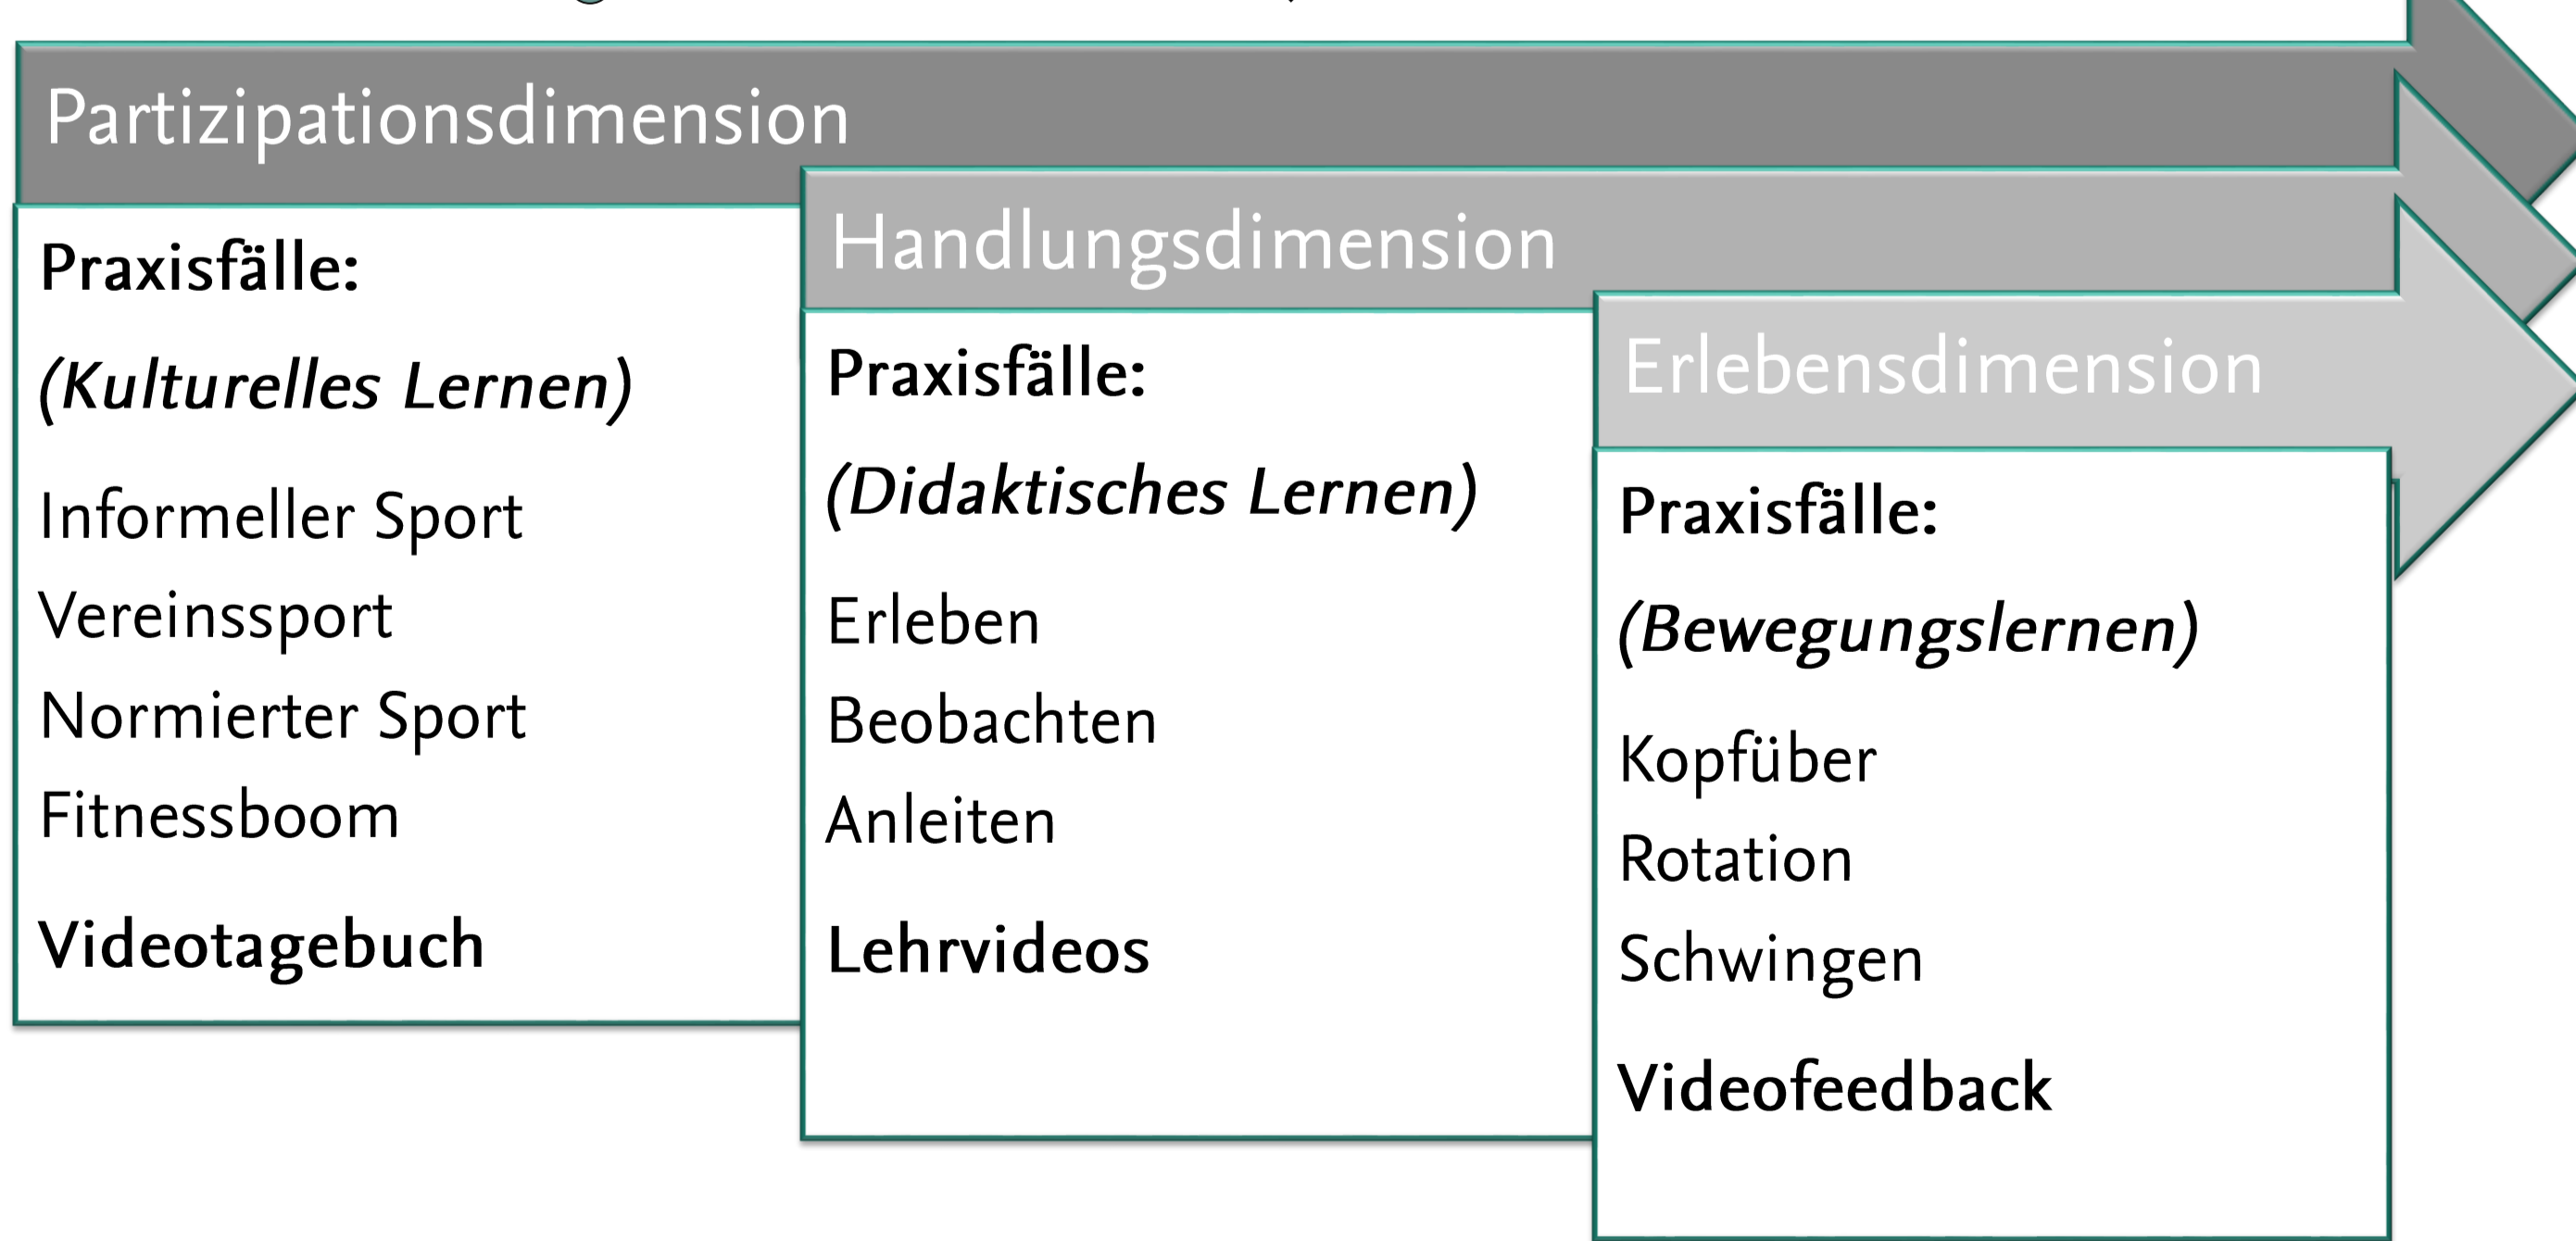 Partizipationsdimension
Praxisfälle:
(Kulturelles Lernen)
Informeller Sport
Vereinssport
Normierter Sport
Fitnessboom
Videotagebuch
Handlungsdimension
Praxisfälle:
(Didaktisches Lernen)
Erleben
Beobachten
Anleiten
Lehrvideos
Erlebensdimension
Praxisfälle:
(Bewegungslernen)
Kopfüber
Rotation
Schwingen
Videofeedback